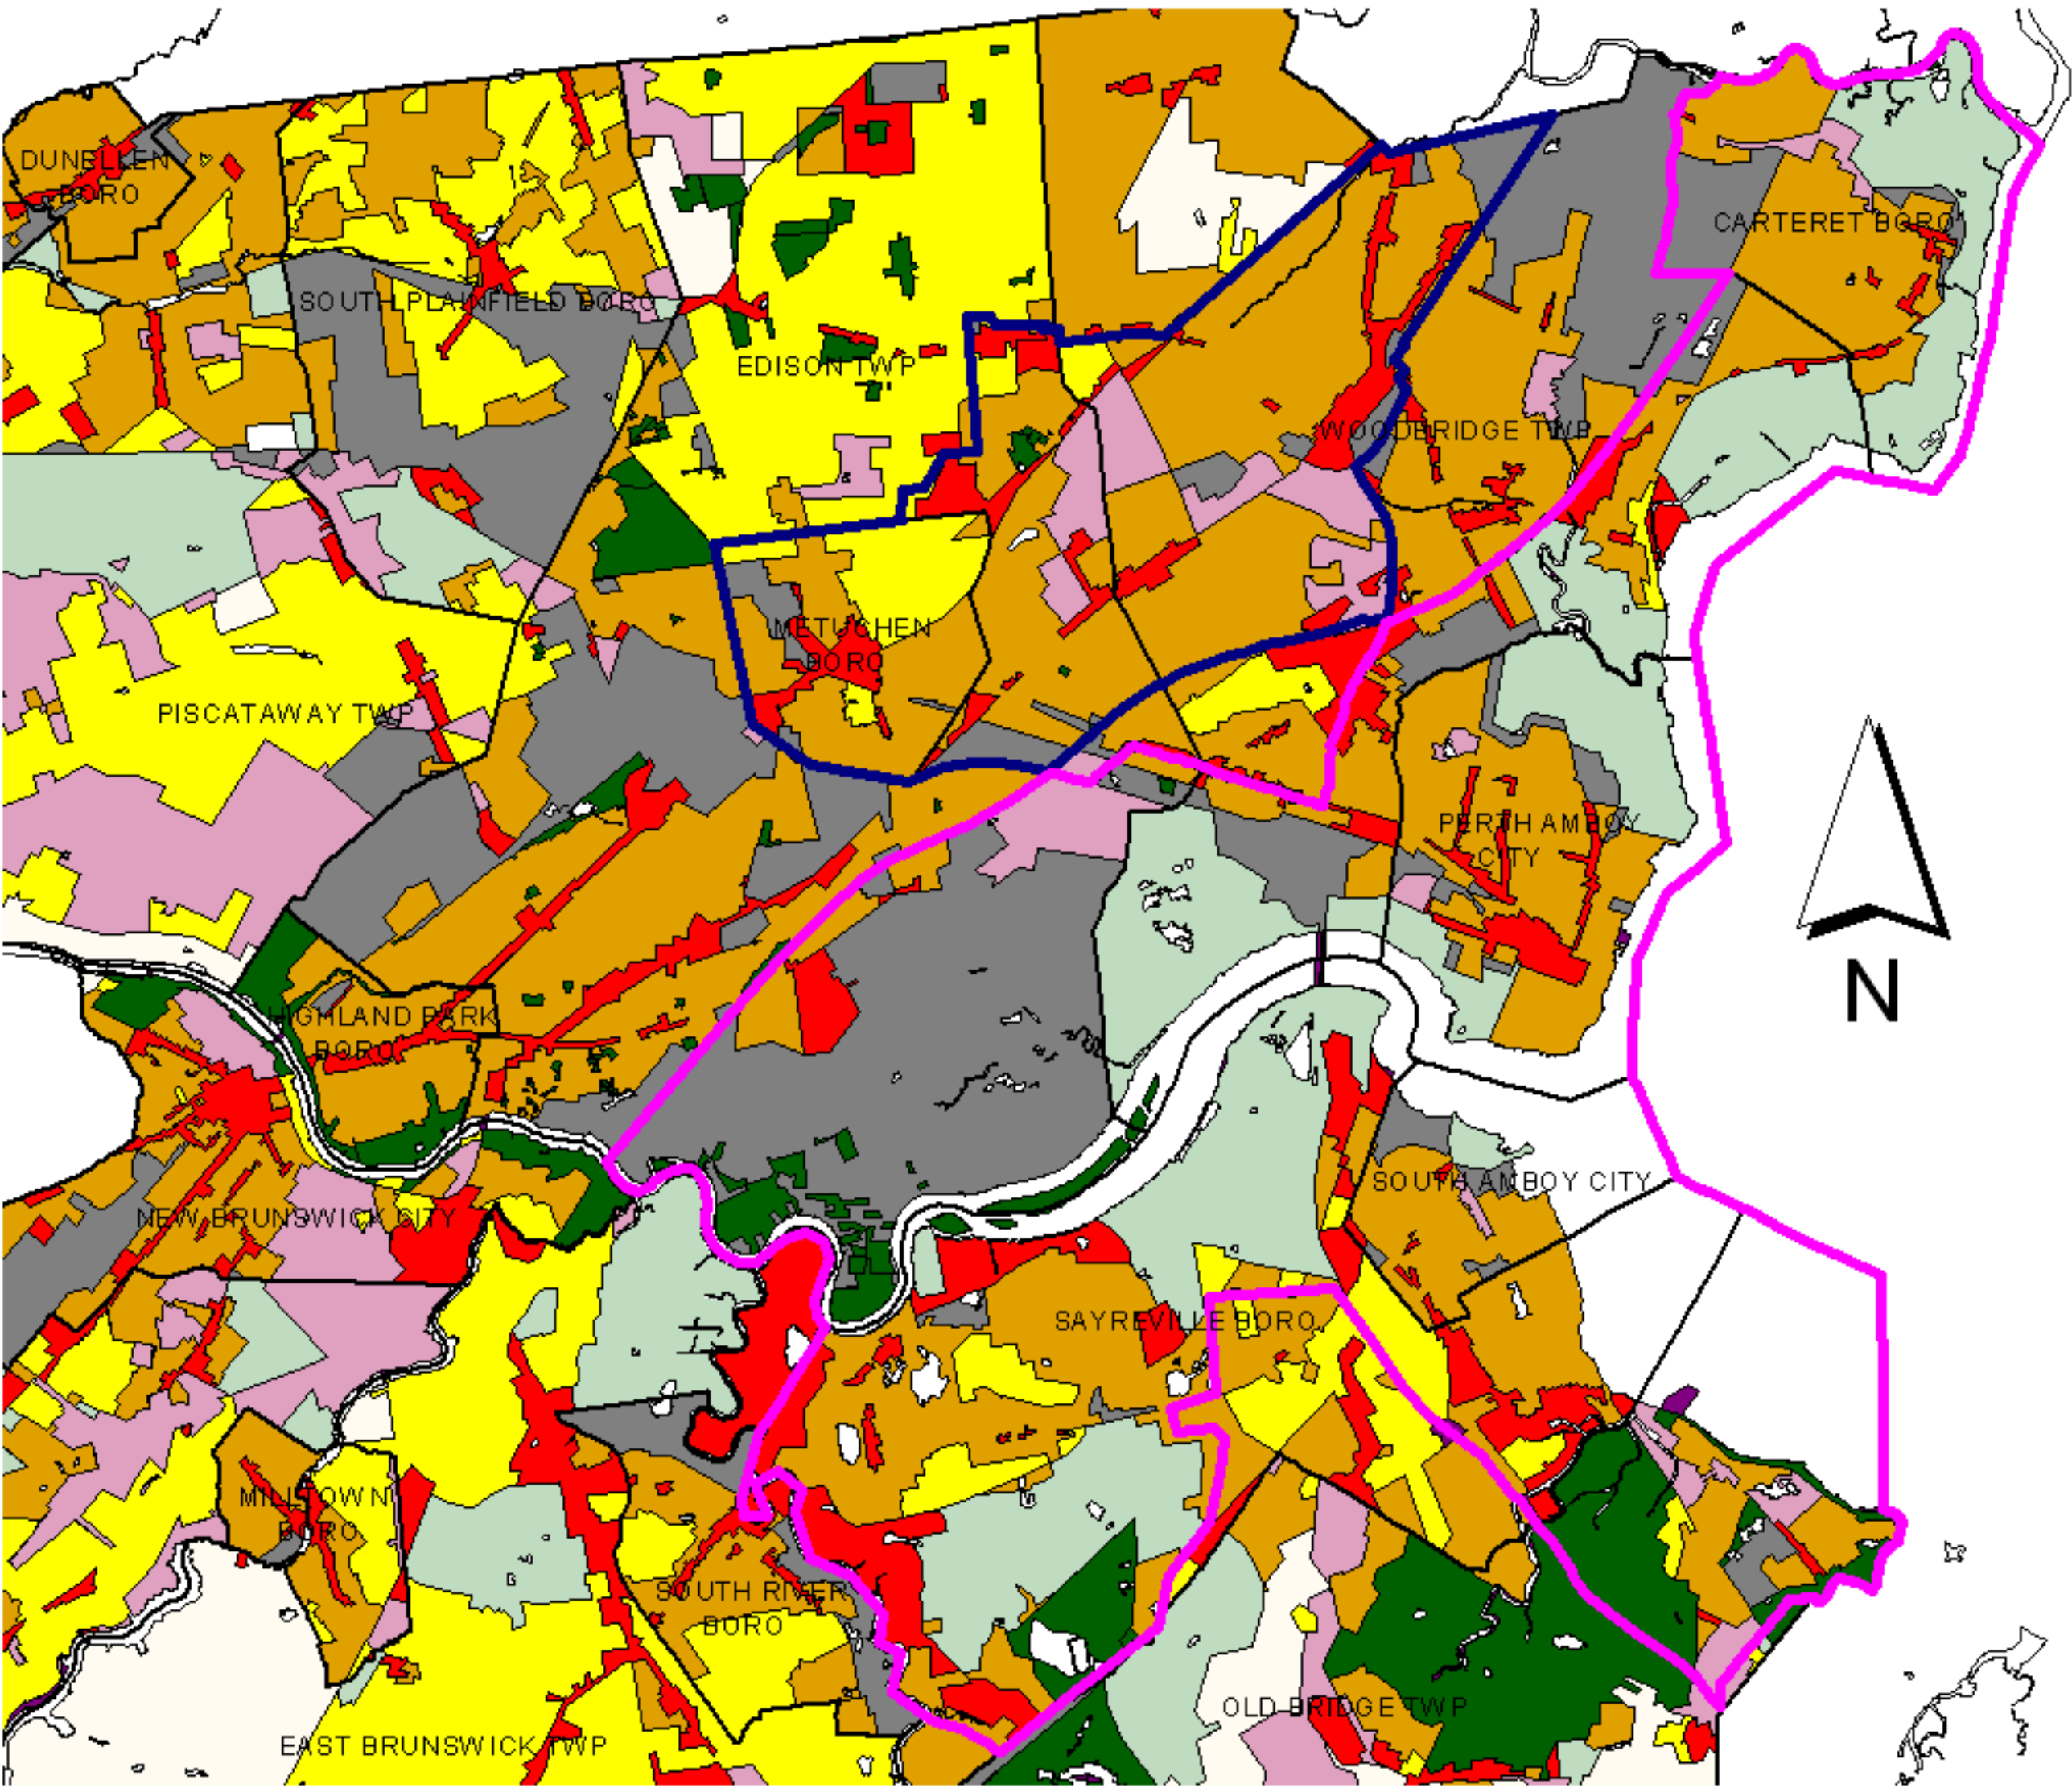 DUNELLEN
BORO
CARTERET BORO
SOUTH PLAINFIELD BORO
EDISON TWP
WOODBRIDGE TWP
METUCHEN
BORO
PISCATAWAY TWP
PERTH AMBOY
CITY
N
HIGHLAND PARK
BORO
SOUTH AMBOY CITY
NEW BRUNSWICK CITY
SAYREVILLE BORO
MILLTOWN
BORO
SOUTH RIVER
BORO
OLD BRIDGE TWP
EAST BRUNSWICK TWP